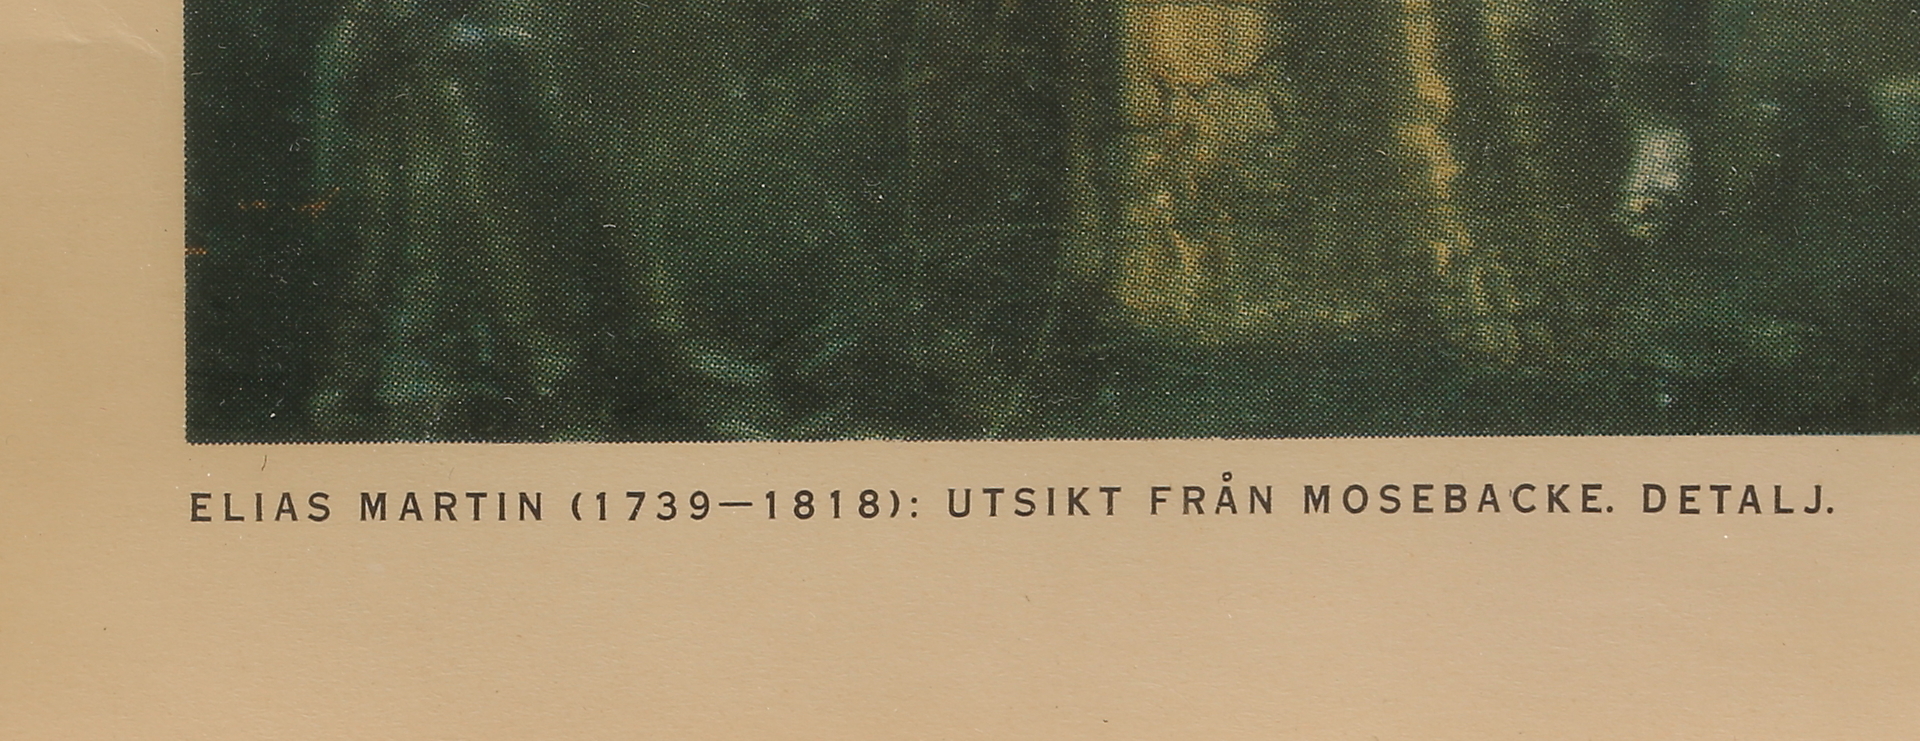 ELIAS MARTIN (1739—1818): UTSIKT FRÅN MOSEBACKE. DETALJ.